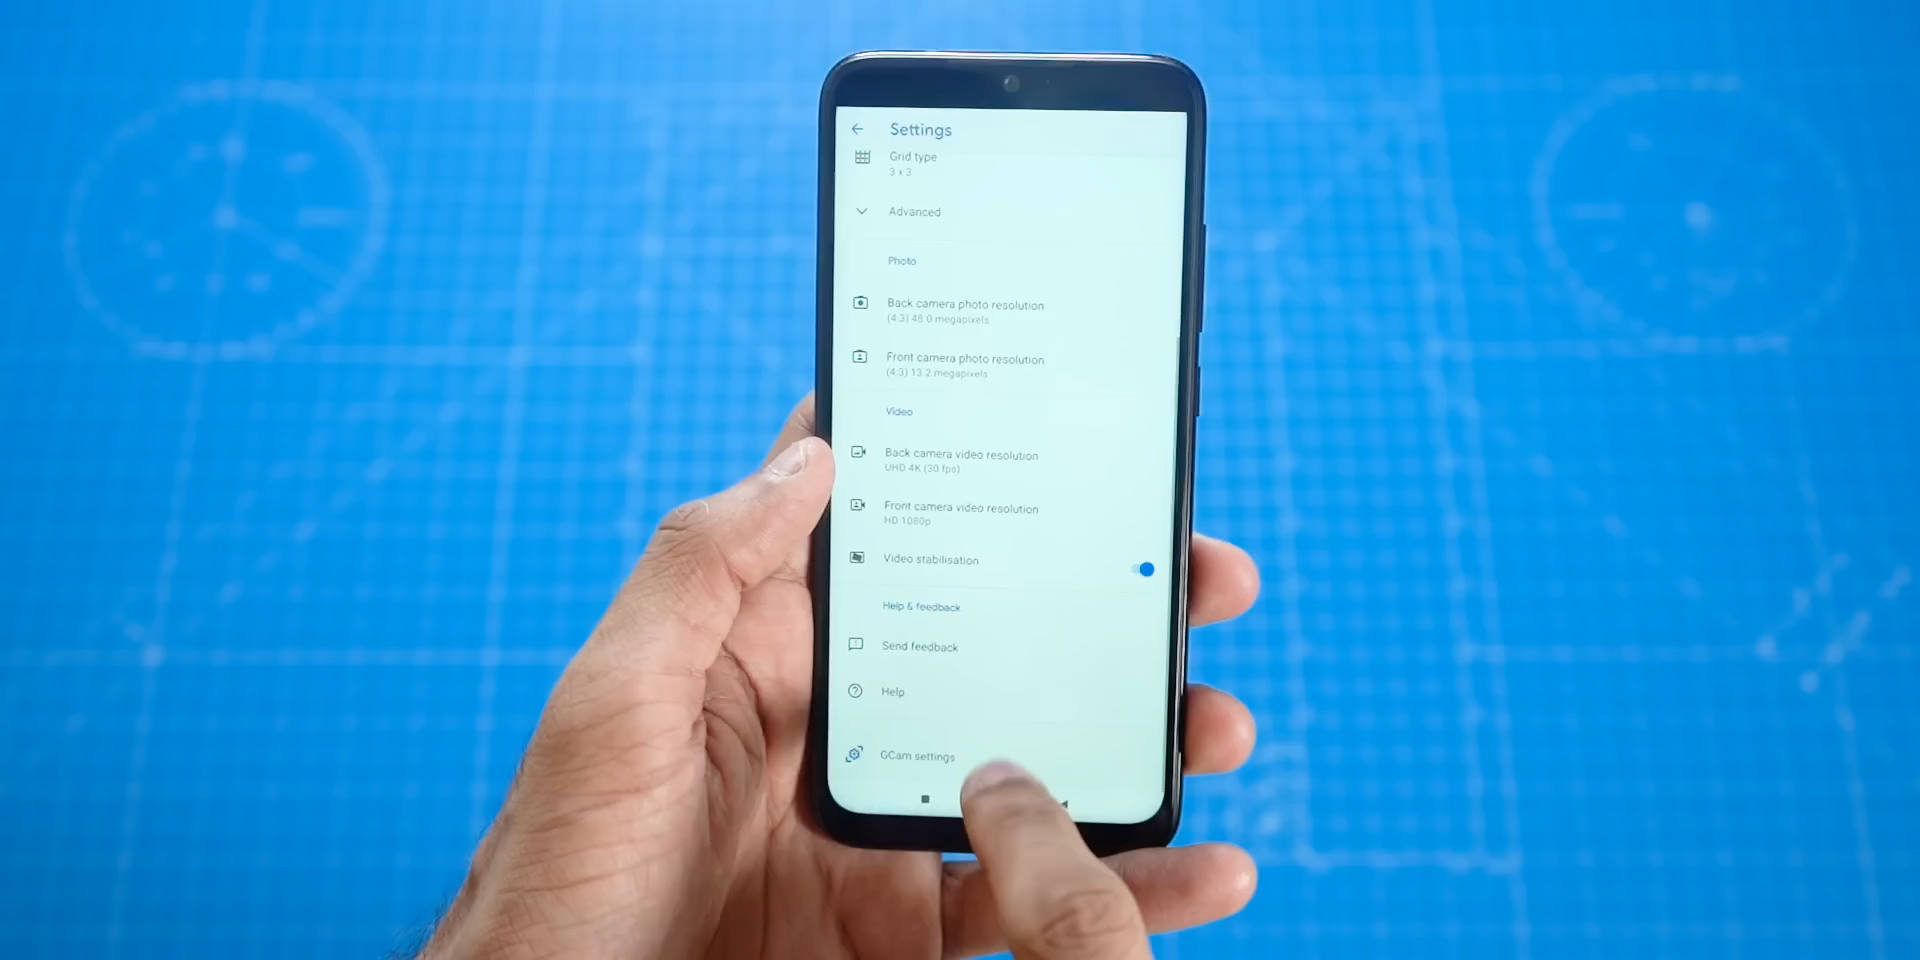 Settings
Grid type
3 x 3
Advanced
Photo
Back camera photo resolution
(4:3) 48.0 megapixels
Front camera photo resolution
(4:3) 13.2 megapixels
Video
Back camera video resolution
UHD 4K (30 fps)
Front camera video resolution
HD 1080p
Video stabilisation
Help & feedback
Send feedback
Help
GCam settings